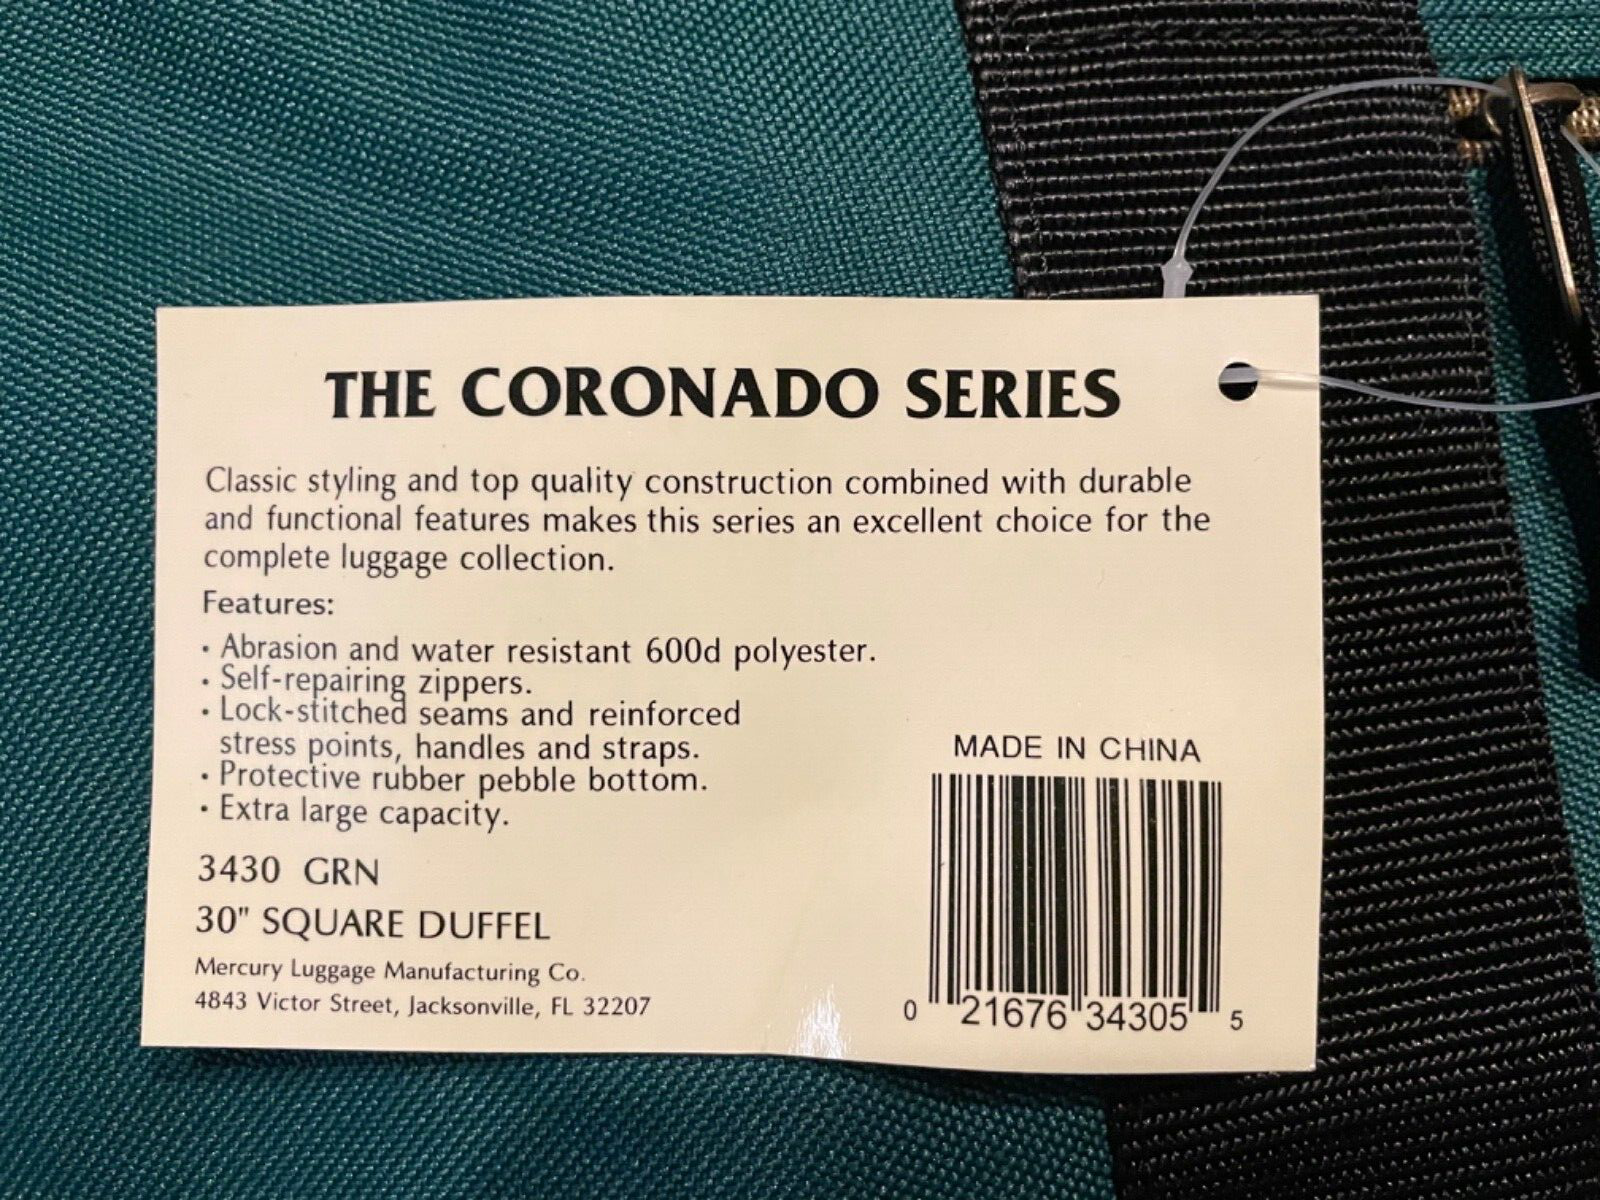 THE CORONADO SERIES
Classic styling and top quality construction combined with durable
and functional features makes this series an excellent choice for the
complete luggage collection.
Features:
· Abrasion and water resistant 600d polyester.
· Self-repairing zippers.
· Lock-stitched seams and reinforced
stress points, handles and straps.
· Protective rubber pebble bottom.
· Extra large capacity.
3430 GRN
30" SQUARE DUFFEL
Mercury Luggage Manufacturing Co.
4843 Victor Street, Jacksonville, FL 32207
MADE IN CHINA
0 21676 34305 5